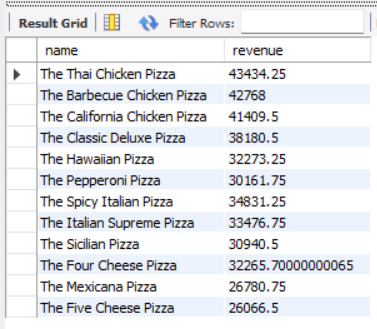 Result Grid Filter Rows:
name revenue
The Thai Chicken Pizza 43434.25
The Barbecue Chicken Pizza 42768
The California Chicken Pizza 41409.5
The Classic Deluxe Pizza 38180.5
The Hawaiian Pizza 32273.25
The Pepperoni Pizza 30161.75
The Spicy Italian Pizza 34831.25
The Italian Supreme Pizza 33476.75
The Sicilian Pizza 30940.5
The Four Cheese Pizza 32265.70000000065
The Mexicana Pizza 26780.75
The Five Cheese Pizza 26066.5